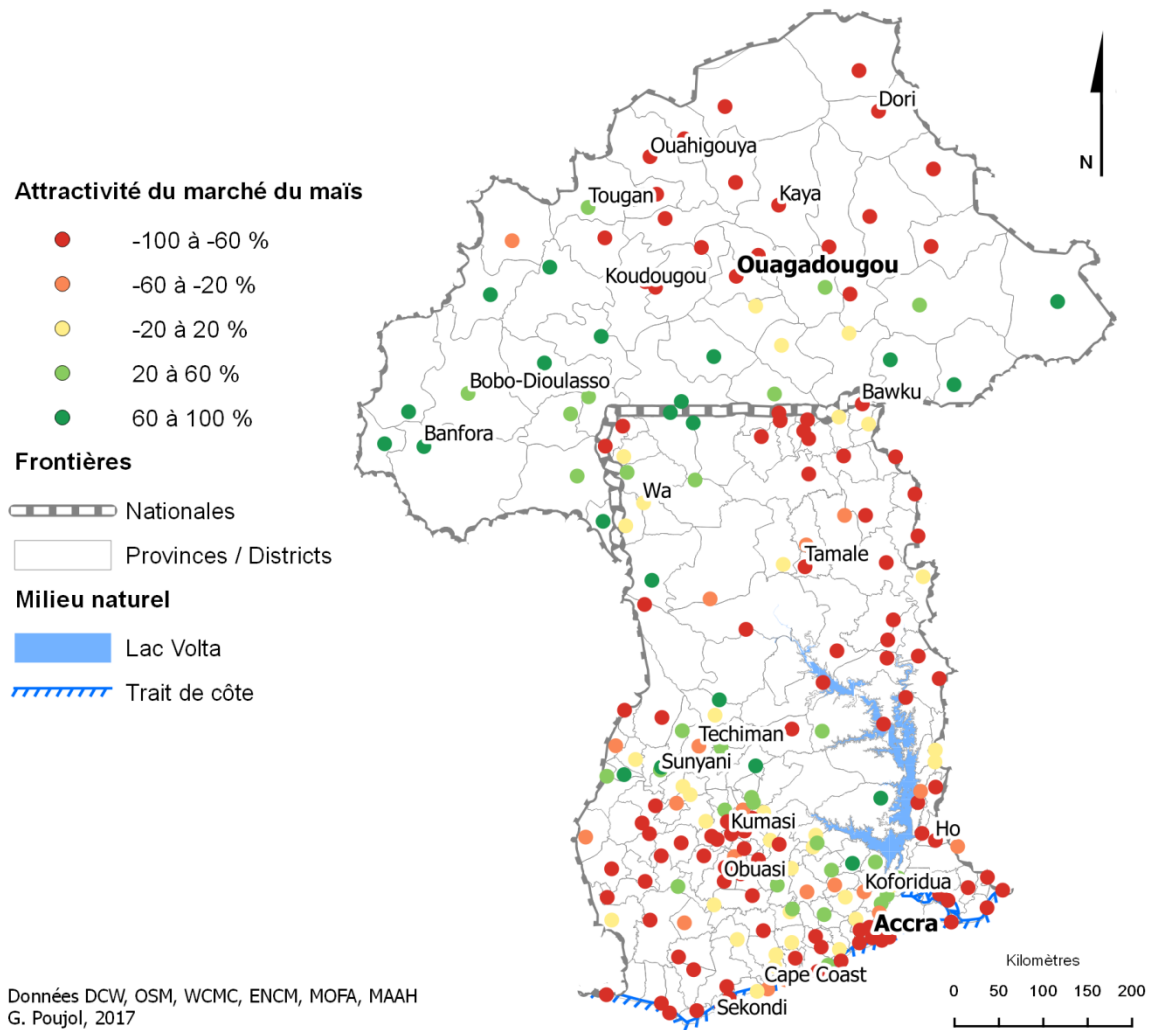 Attractivité du marché du maïs
-100 à -60 %
-60 à -20 %
-20 à 20 %
20 à 60 %
60 à 100 %
Frontières
Nationales
Provinces / Districts
Milieu naturel
Lac Volta
Trait de côte
N
Dori
Ouahigouya
Tougan
Kaya
Ouagadougou
Koudougou
Bobo-Dioulasso
Bawku
Banfora
Wa
Tamale
Techiman
Sunyani
Kumasi
Ho
Obuasi
Koforidua
Accra
Cape Coast
Sekondi
Kilomètres
0 50 100 150 200
Données DCW, OSM, WCMC, ENCM, MOFA, MAAH
G. Poujol, 2017